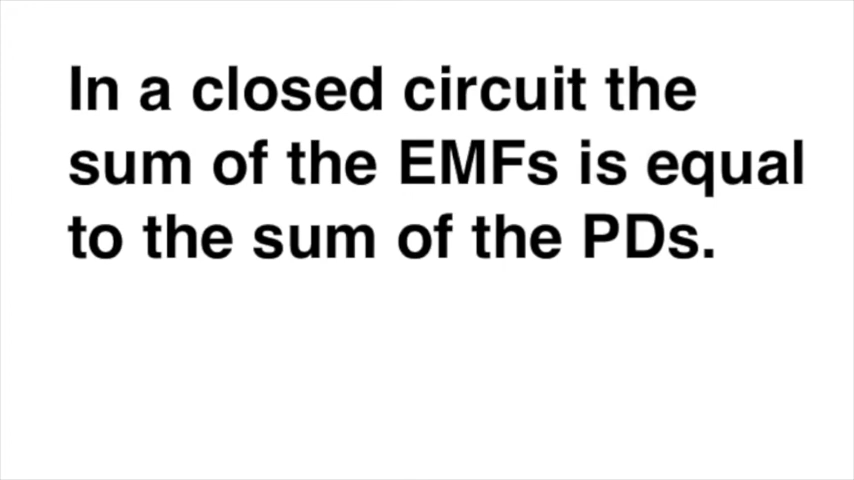 In a closed circuit the
sum of the EMFs is equal
to the sum of the PDs.